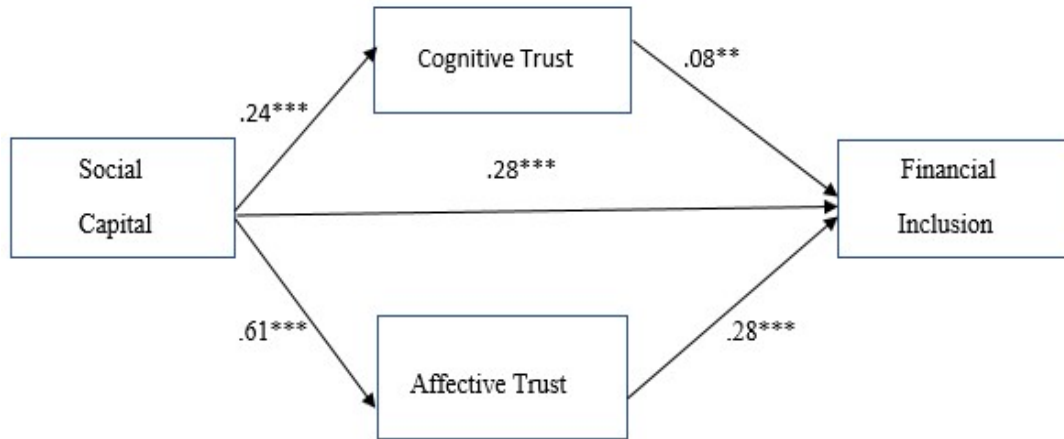 Cognitive Trust
.08**
.24***
Social
Capital
.28***
Financial
Inclusion
.61***
Affective Trust
.28***